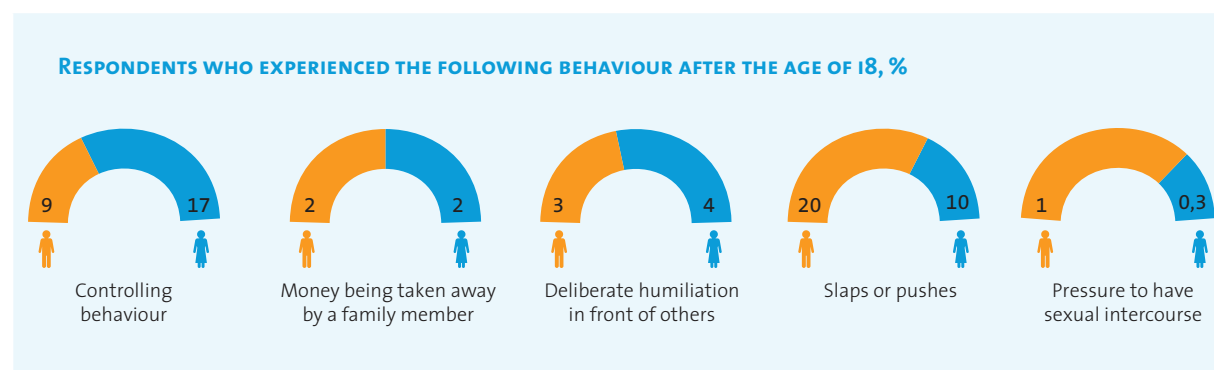 Respondents who experienced the following behaviour after the age of 18, %
9 17
2 2
3 4
20 10
1 0,3
Controlling
behaviour
Money being taken away
by a family member
Deliberate humiliation
in front of others
Slaps or pushes
Pressure to have
sexual intercourse